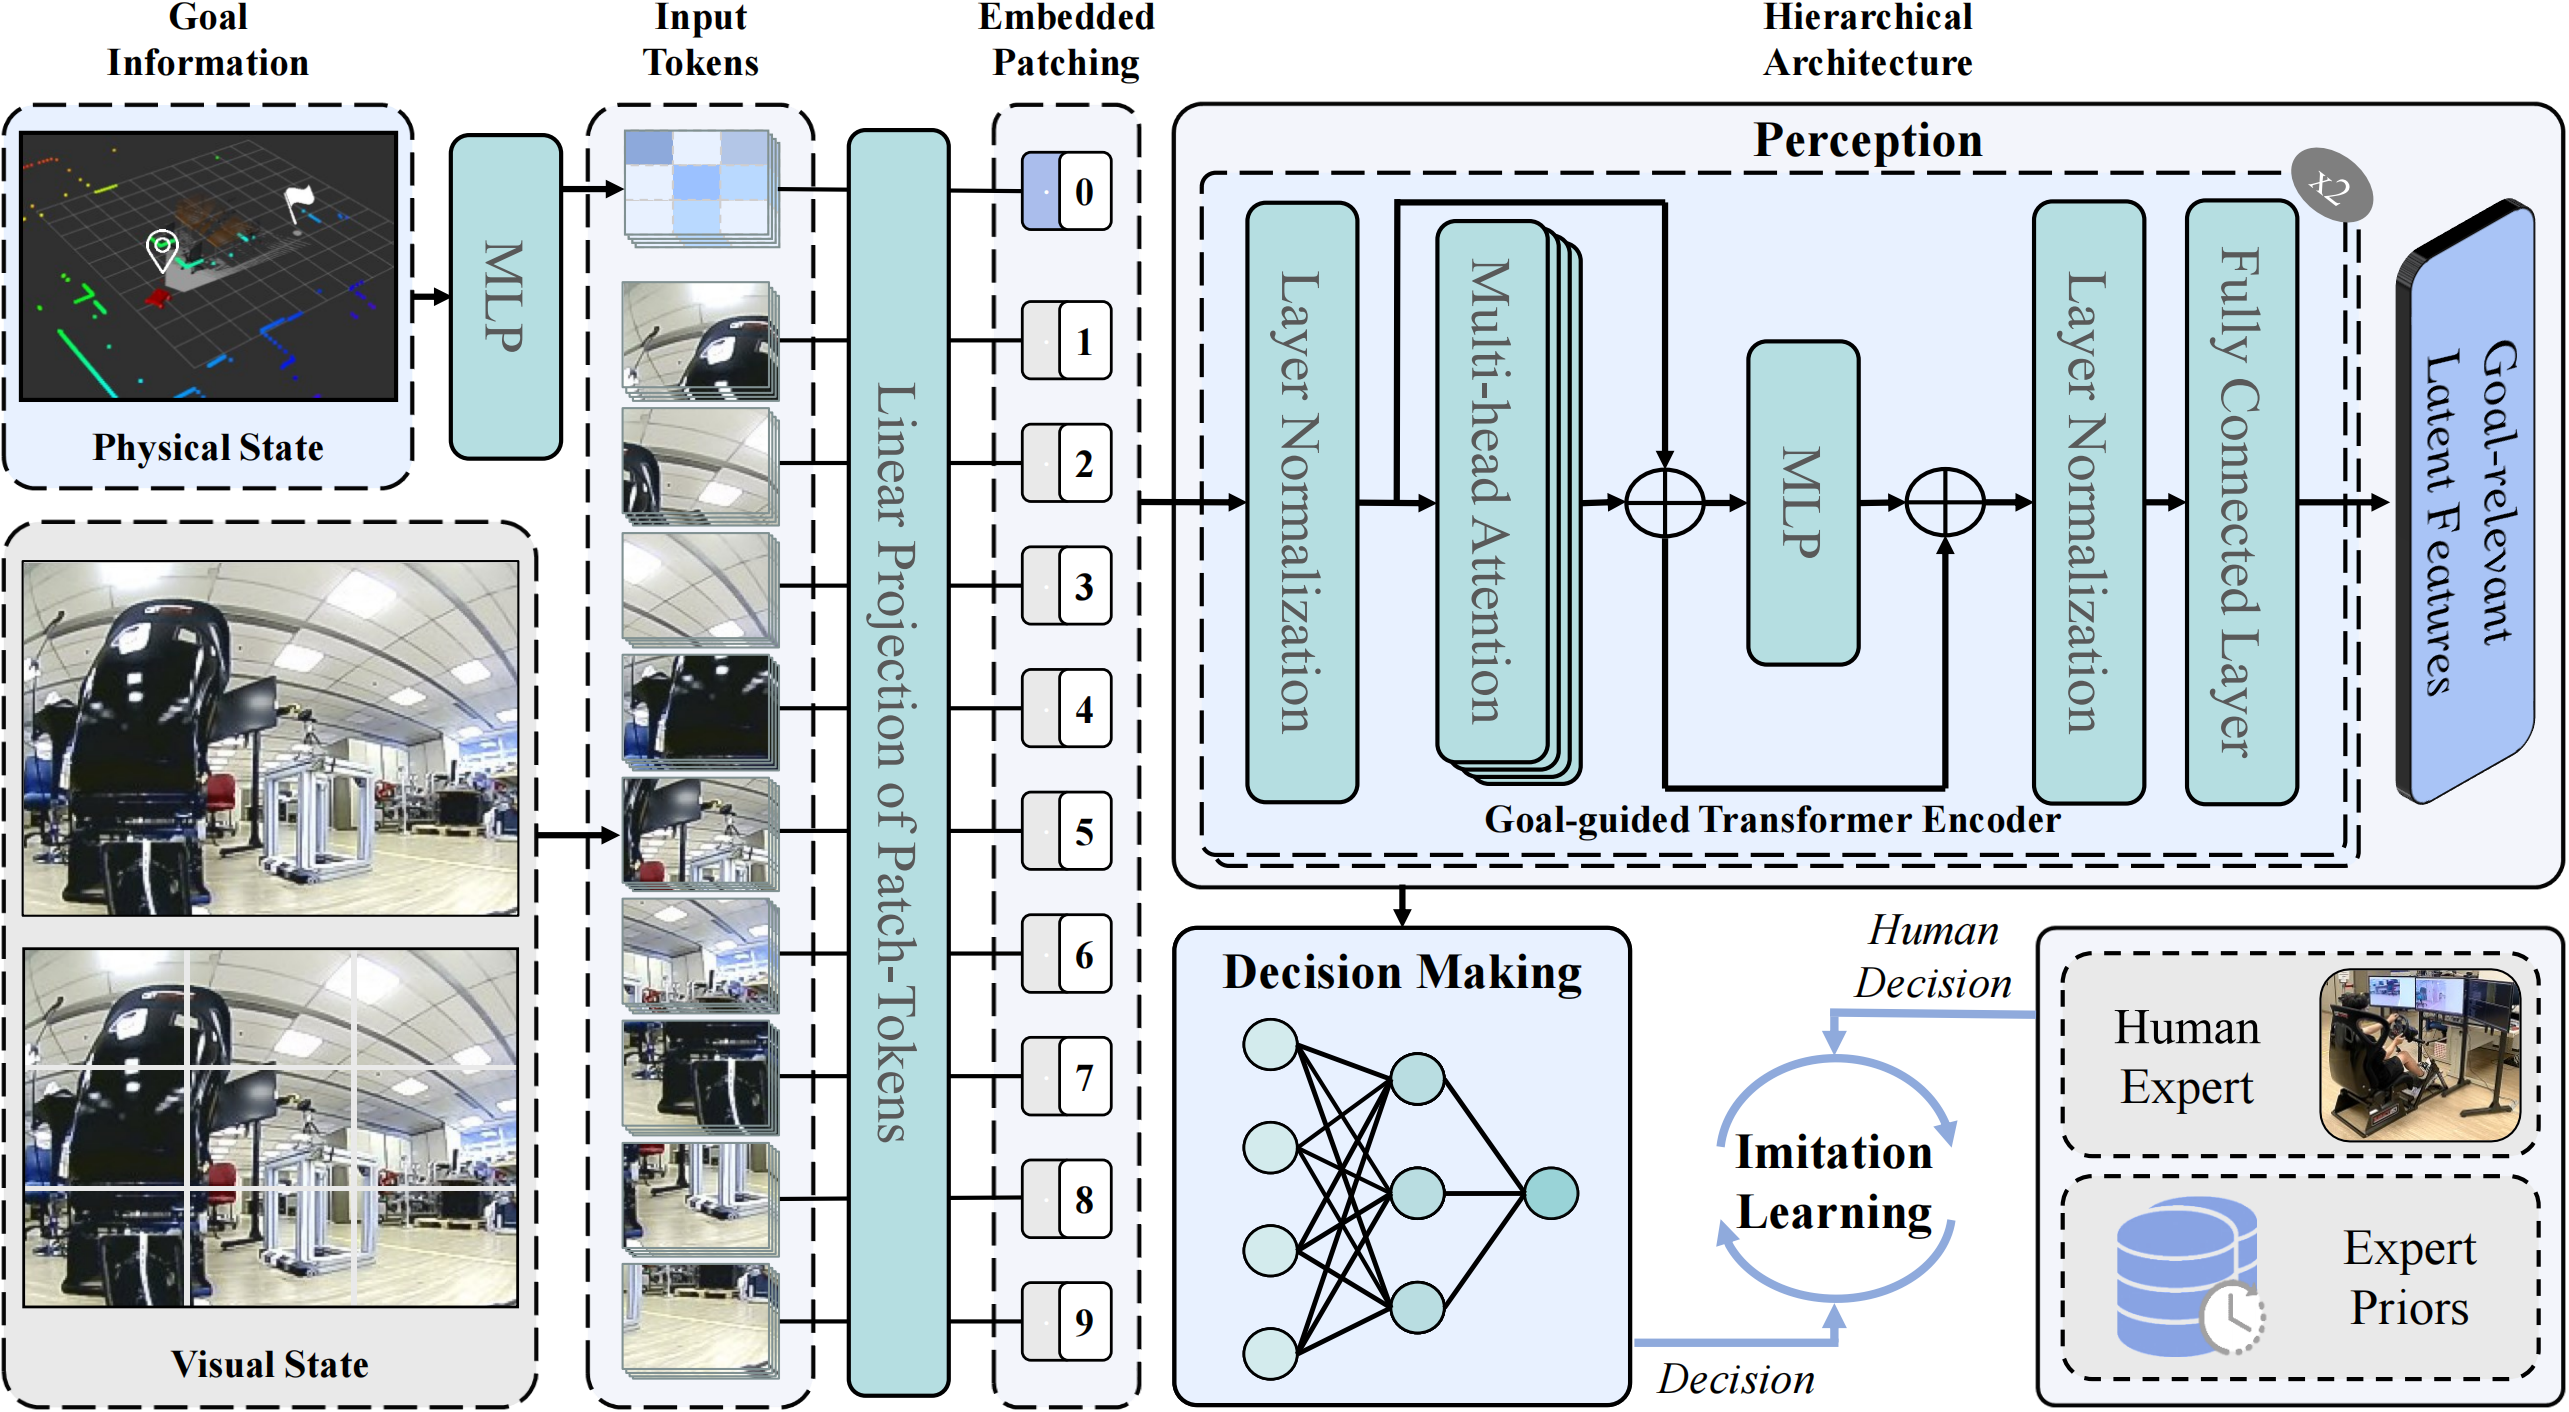 Goal
Information
Input
Tokens
Embedded
Patching
Hierarchical
Architecture
Physical State
MLP
Visual State
Linear Projection of Patch-Tokens
0
1
2
3
4
5
6
7
8
9
Perception
x2
Layer Normalization
Multi-head Attention
MLP
Layer Normalization
Fully Connected Layer
Goal-guided Transformer Encoder
Goal-relevant
Latent Features
Decision Making
Human
Decision
Imitation
Learning
Decision
Human
Expert
Expert
Priors